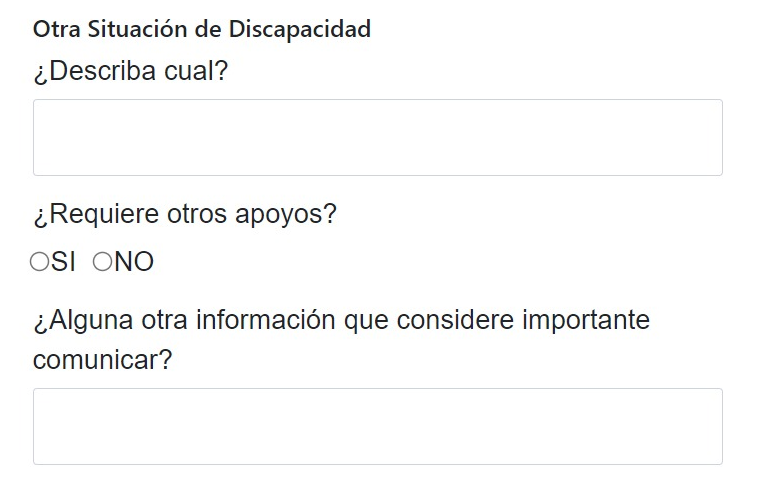 Otra Situación de Discapacidad
¿Describa cual?
¿Requiere otros apoyos?
SI NO
¿Alguna otra información que considere importante
comunicar?